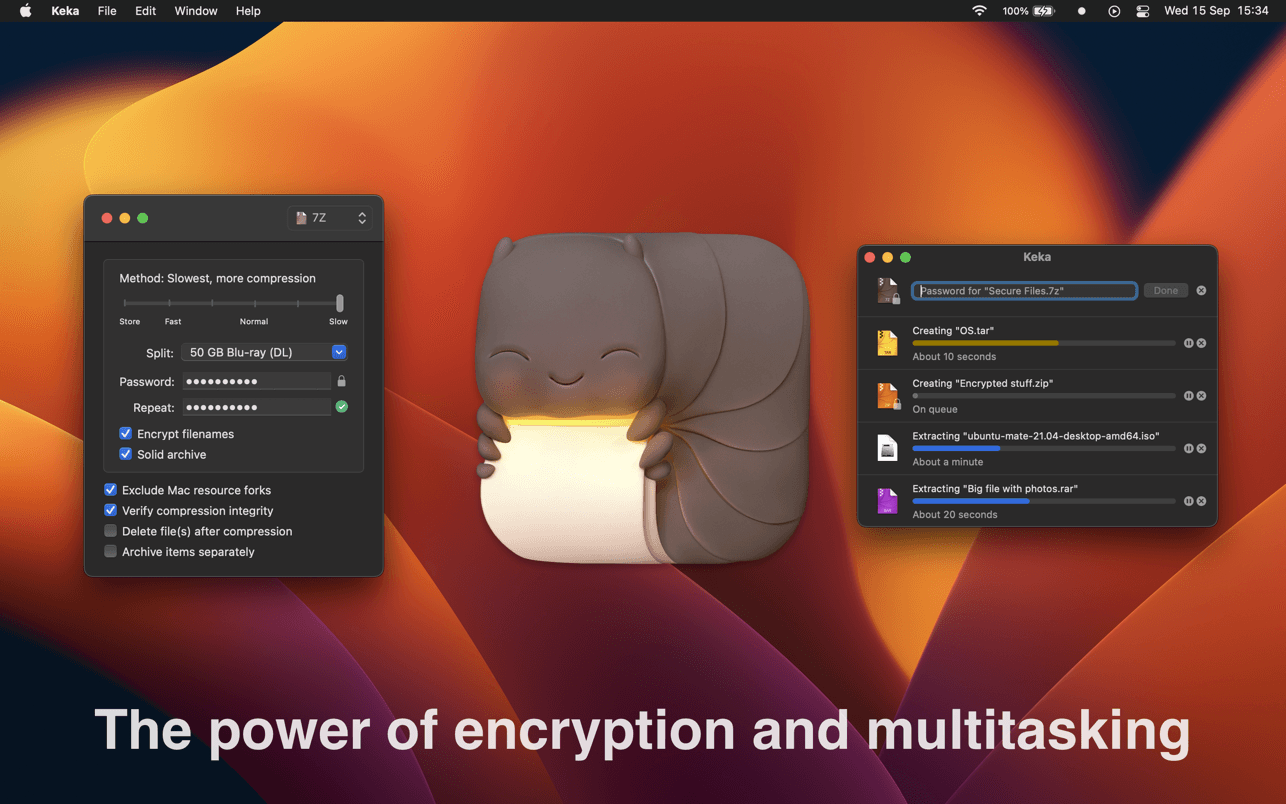 Keka File Edit Window Help 100% Wed 15 Sep 15:34
7Z
Method: Slowest, more compression
Store Fast Normal Slow
Split: 50 GB Blu-ray (DL)
Password: ●●●●●●●●●●
Repeat: ●●●●●●●●●●
Encrypt filenames
Solid archive
Exclude Mac resource forks
Verify compression integrity
Delete file(s) after compression
Archive items separately
Keka
Password for "Secure Files.7z" Done
Creating "OS.tar"
About 10 seconds
Creating "Encrypted stuff.zip"
On queue
Extracting "ubuntu-mate-21.04-desktop-amd64.iso"
About a minute
Extracting "Big file with photos.rar"
About 20 seconds
The power of encryption and multitasking